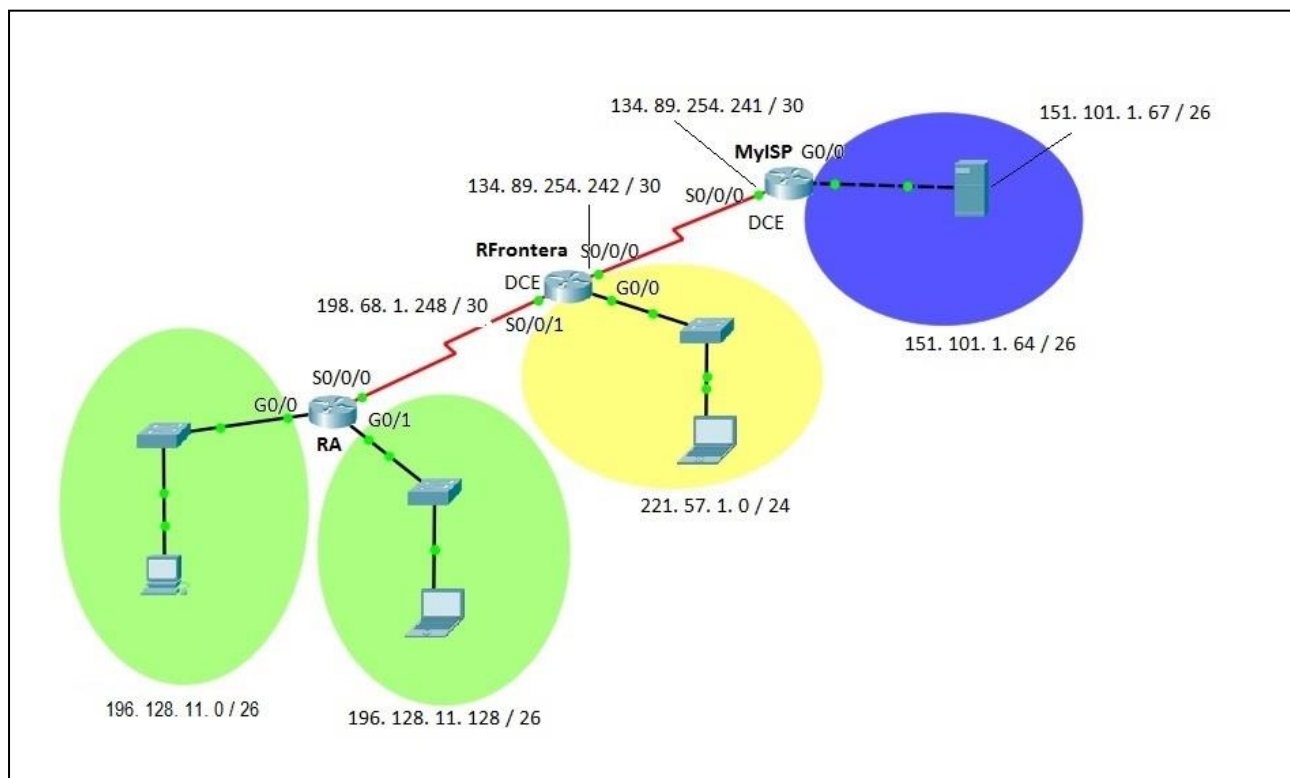 134. 89. 254. 241 / 30
151. 101. 1. 67 / 26
MyISP G0/0
134. 89. 254. 242 / 30
S0/0/0
DCE
RFrontera S0/0/0
DCE
G0/0
198. 68. 1. 248 / 30
S0/0/1
151. 101. 1. 64 / 26
S0/0/0
G0/0
G0/1
RA
221. 57. 1. 0 / 24
196. 128. 11. 0 / 26
196. 128. 11. 128 / 26